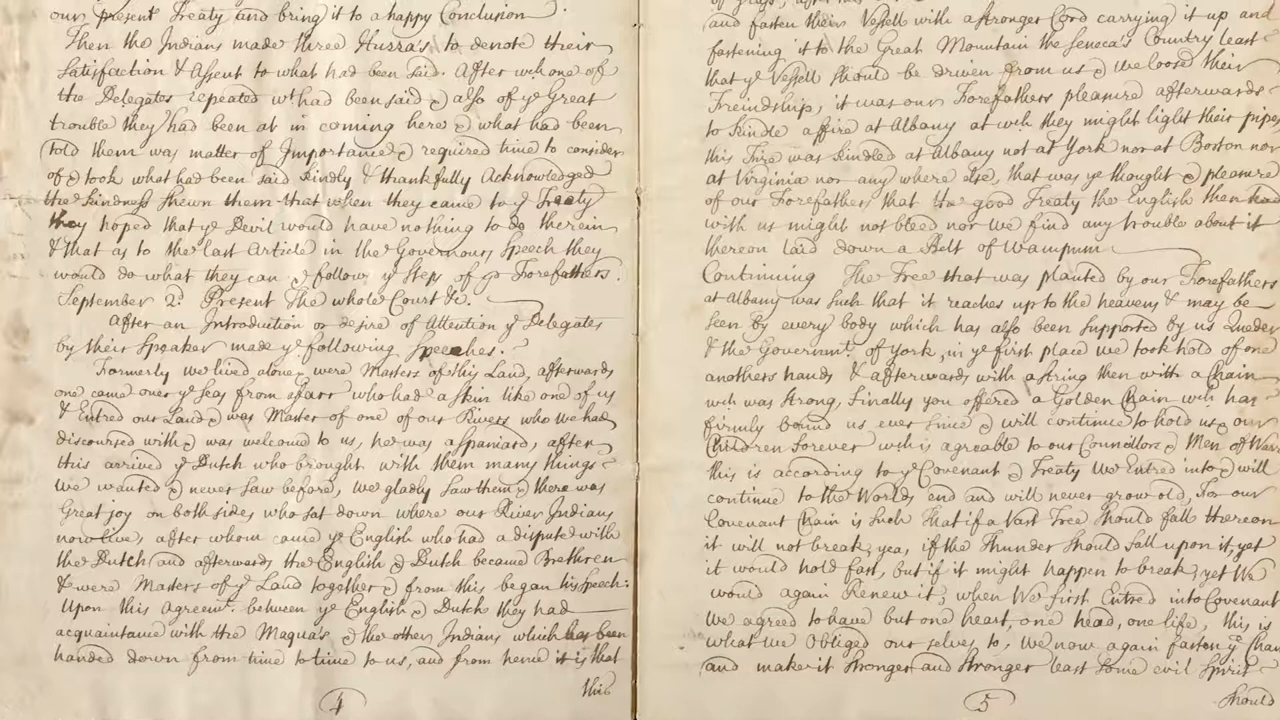 our present Treaty and bring it to a happy Conclusion.
Then the Indians made three Huzza's to denote their
Satisfaction & Assent to what had been said. After wch one of
the Delegates repeated wt had been said & also of ye Great
trouble they had been at in coming here & what had been
told them was matter of Importance & required time to consider
of & took what had been said kindly & thankfully Acknowledged
the kindness shewn them that when they came to ye Treaty
they hoped that ye Devil would have nothing to do therein
& that as to the last Article in the Governours Speech they
would do what they can & follow ye Steps of yo Forefathers.
September 2d Present The whole Court &c.
After an Introduction or desire of Attention ye Delegates
by their Speaker made ye following Speeches.
Formerly we lived alone & were Masters of this Land, afterwards
one came over ye Seas from afarr who had a skin like one of us
& Entred our Land & was Master of one of our Rivers who we had
discoursed with & was welcome to us, he was a Spaniard, after
this arrived ye Dutch who brought with them many things
we wanted & never saw before, we gladly saw them & there was
Great joy on both sides who sat down where our River Indians
now live, after whom came ye English who had a dispute with
the Dutch and afterwards the English & Dutch became Brethren
& were Masters of ye Land together & from this began his speech:
Upon this agreemt. between ye English & Dutch they had
acquaintance with the Maqua's & the other Indians which has been
handed down from time to time to us, and from hence it is that
this
4
of
and fasten their Vessell with a stronger Cord carrying it up and
fastening it to the Great Mountain the Seneca's Country least
that ye Vessell should be driven from us & we loosed their
Freindship, it was our Forefathers pleasure afterwards
to kindle a ffire at Albany at wch they might light their pipes
this Fire was kindled at Albany not at York nor at Boston nor
at Virginia nor any where else, that was ye thought & pleasure
of our Forefathers, that the good Treaty the English then had
with us might not bleed nor we find any trouble about it
thereon laid down a Belt of Wampum
Continuing The Tree that was planted by our Forefathers
at Albany was such that it reaches up to the heavens & may be
seen by every body which has also been supported by us Queder
& the Governmt. of York, in ye first place we took hold of one
anothers hands & afterwards with a string then with a Chain
wch was strong, Finally you offered a Golden Chain wch has
firmly bound us ever since & will continue to hold us & our
Children forever wch is agreable to our Councillors & Men of Warr
this is according to ye Covenant & Treaty We Entred into & will
continue to the Worlds end and will never grow old, For our
Covenant Chain is such That if a Vast Tree should fall thereon
it will not break, yea, if the Thunder should fall upon it, yet
it would hold fast, but if it might happen to break, yet We
would again Renew it, when We first Entred into Covenant
we agreed to have but one heart, one head, one life, this is
what we Obliged our selves to, we now again fasten ye Chain
and make it stronger and stronger least some evil Spirit
should
5